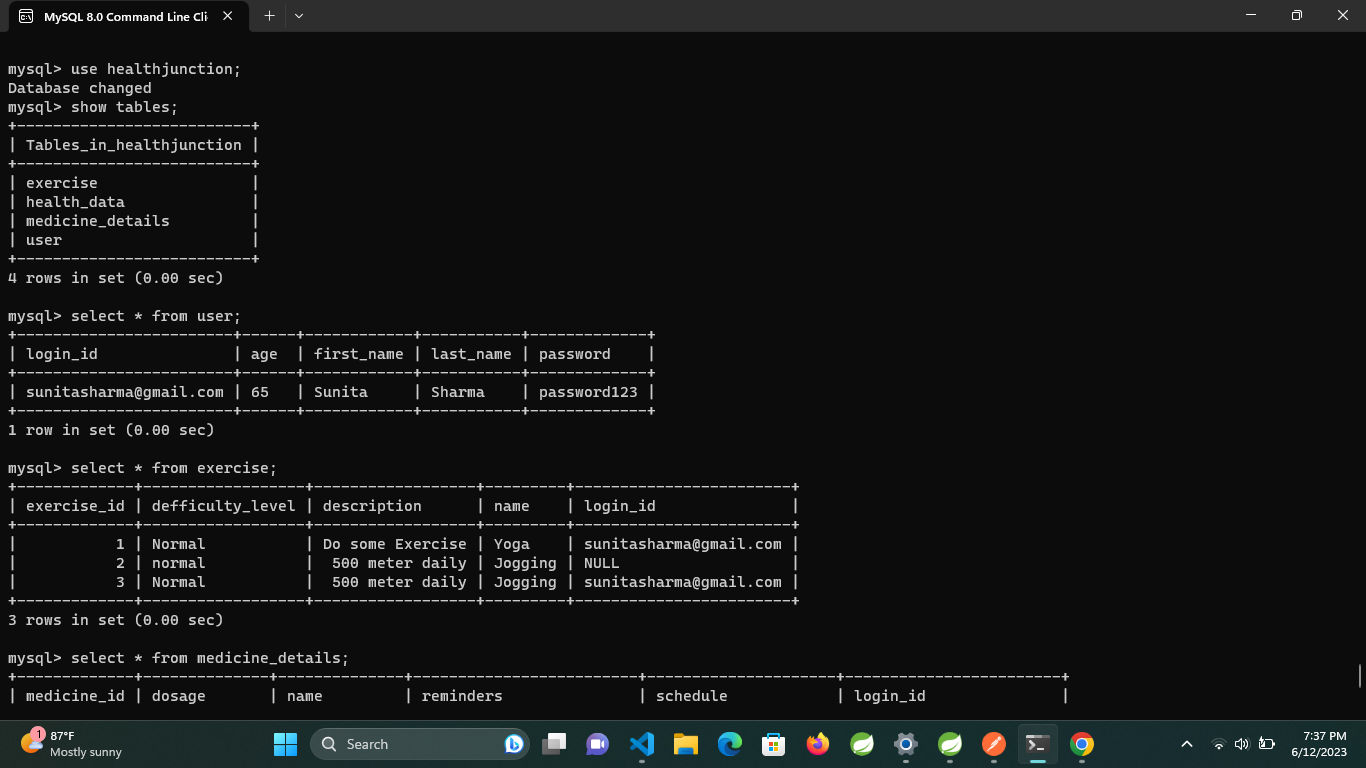 MySQL 8.0 Command Line Cli
mysql> use healthjunction;
Database changed
mysql> show tables;
+--------------------------+
| Tables_in_healthjunction |
+--------------------------+
| exercise                 |
| health_data              |
| medicine_details         |
| user                     |
+--------------------------+
4 rows in set (0.00 sec)
mysql> select * from user;
+------------------------+------+------------+-----------+-------------+
| login_id               | age  | first_name | last_name | password    |
+------------------------+------+------------+-----------+-------------+
| sunitasharma@gmail.com | 65   | Sunita     | Sharma    | password123 |
+------------------------+------+------------+-----------+-------------+
1 row in set (0.00 sec)
mysql> select * from exercise;
+-------------+------------------+------------------+---------+------------------------+
| exercise_id | defficulty_level | description      | name    | login_id               |
+-------------+------------------+------------------+---------+------------------------+
|           1 | Normal           | Do some Exercise | Yoga    | sunitasharma@gmail.com |
|           2 | normal           |  500 meter daily | Jogging | NULL                   |
|           3 | Normal           |  500 meter daily | Jogging | sunitasharma@gmail.com |
+-------------+------------------+------------------+---------+------------------------+
3 rows in set (0.00 sec)
mysql> select * from medicine_details;
+-------------+--------------+--------------+-------------------------+---------------------+------------------------+
| medicine_id | dosage       | name         | reminders               | schedule            | login_id               |
1
87°F
Mostly sunny
Search
7:37 PM
6/12/2023